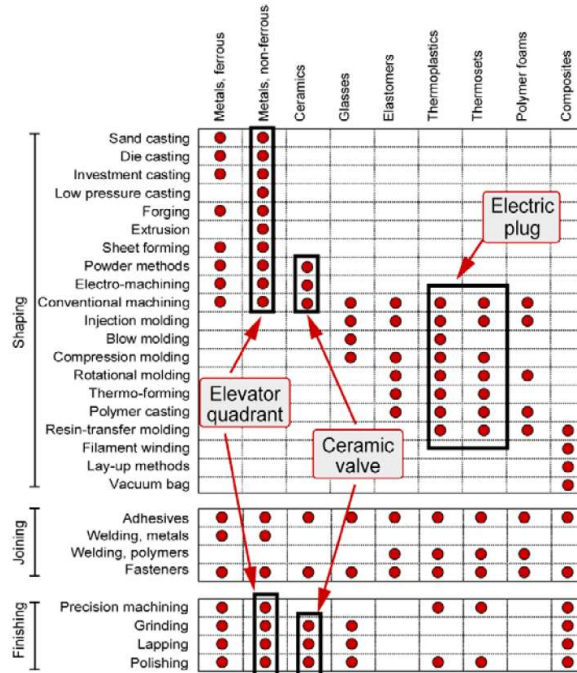 Metals, ferrous
Metals, non-ferrous
Ceramics
Glasses
Elastomers
Thermoplastics
Thermosets
Polymer foams
Composites
Shaping
Sand casting
Die casting
Investment casting
Low pressure casting
Forging
Extrusion
Sheet forming
Powder methods
Electro-machining
Conventional machining
Injection molding
Blow molding
Compression molding
Rotational molding
Thermo-forming
Polymer casting
Resin-transfer molding
Filament winding
Lay-up methods
Vacuum bag
Electric
plug
Elevator
quadrant
Ceramic
valve
Joining
Adhesives
Welding, metals
Welding, polymers
Fasteners
Finishing
Precision machining
Grinding
Lapping
Polishing